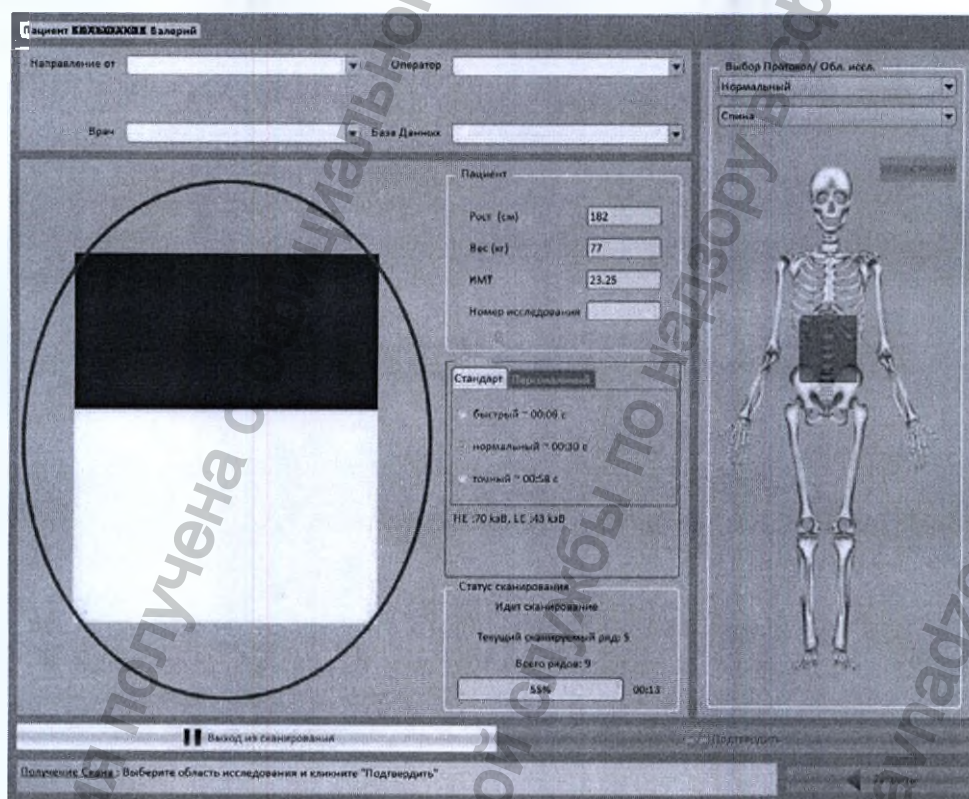 Пациент Валерий
Направление от
Оператор
Врач
База Данных
Выбор Протокол/ Обл. иссл.
Нормальный
Спина
Пациент
Рост (см) 182
Вес (кг) 77
ИМТ 23.25
Номер исследования
Стандарт Персональный
быстрый ~ 00:09 с
нормальный ~ 00:30 с
точный ~ 00:58 с
HE :70 кэВ, LE :43 кэВ
Статус сканирования
Идет сканирование
Текущий сканируемый ряд: 5
Всего рядов: 9
55% 00:13
Выход из сканирования
Подтвердить
Получение Скана : Выберите область исследования и кликните "Подтвердить"